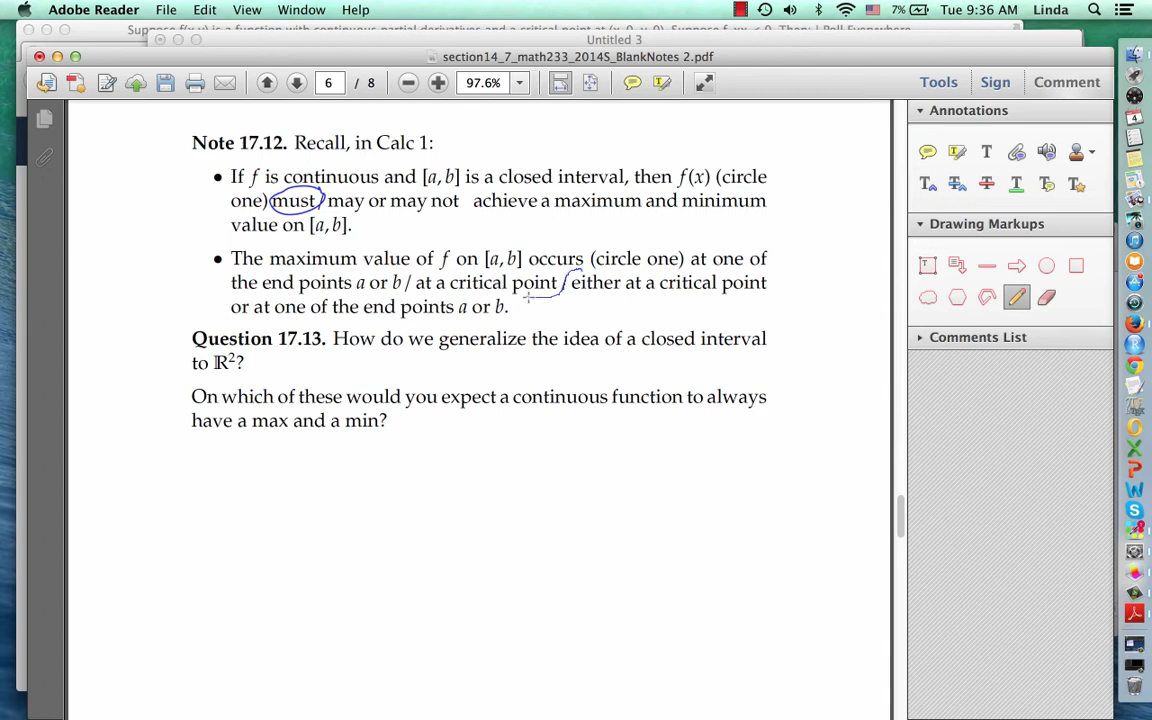 Adobe Reader File Edit View Window Help 7% Tue 9:36 AM Linda
Untitled 3
section14_7_math233_2014S_BlankNotes 2.pdf
6 / 8 97.6% Tools Sign Comment
Annotations
Drawing Markups
Comments List
Note 17.12. Recall, in Calc 1:
• If f is continuous and [a, b] is a closed interval, then f(x) (circle
one) must/ may or may not achieve a maximum and minimum
value on [a, b].
• The maximum value of f on [a, b] occurs (circle one) at one of
the end points a or b/ at a critical point/ either at a critical point
or at one of the end points a or b.
Question 17.13. How do we generalize the idea of a closed interval
to ℝ²?
On which of these would you expect a continuous function to always
have a max and a min?